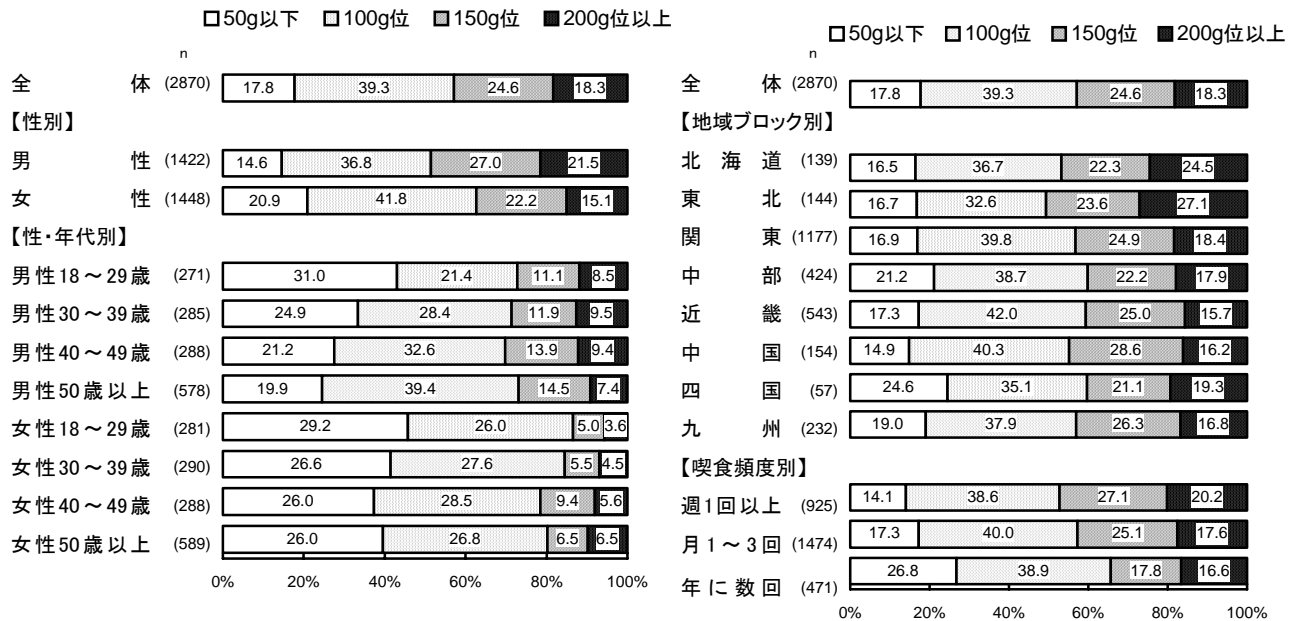 □50g以下 □100g位 ■150g位 ■200g位以上
n
全体 (2870) 17.8 39.3 24.6 18.3
【性別】
男性 (1422) 14.6 36.8 27.0 21.5
女性 (1448) 20.9 41.8 22.2 15.1
【性・年代別】
男性18~29歳 (271) 31.0 21.4 11.1 8.5
男性30~39歳 (285) 24.9 28.4 11.9 9.5
男性40~49歳 (288) 21.2 32.6 13.9 9.4
男性50歳以上 (578) 19.9 39.4 14.5 7.4
女性18~29歳 (281) 29.2 26.0 5.0 3.6
女性30~39歳 (290) 26.6 27.6 5.5 4.5
女性40~49歳 (288) 26.0 28.5 9.4 5.6
女性50歳以上 (589) 26.0 26.8 6.5 6.5
0% 20% 40% 60% 80% 100%
□50g以下 □100g位 ■150g位 ■200g位以上
n
全体 (2870) 17.8 39.3 24.6 18.3
【地域ブロック別】
北海道 (139) 16.5 36.7 22.3 24.5
東北 (144) 16.7 32.6 23.6 27.1
関東 (1177) 16.9 39.8 24.9 18.4
中部 (424) 21.2 38.7 22.2 17.9
近畿 (543) 17.3 42.0 25.0 15.7
中国 (154) 14.9 40.3 28.6 16.2
四国 (57) 24.6 35.1 21.1 19.3
九州 (232) 19.0 37.9 26.3 16.8
【喫食頻度別】
週1回以上 (925) 14.1 38.6 27.1 20.2
月1~3回 (1474) 17.3 40.0 25.1 17.6
年に数回 (471) 26.8 38.9 17.8 16.6
0% 20% 40% 60% 80% 100%